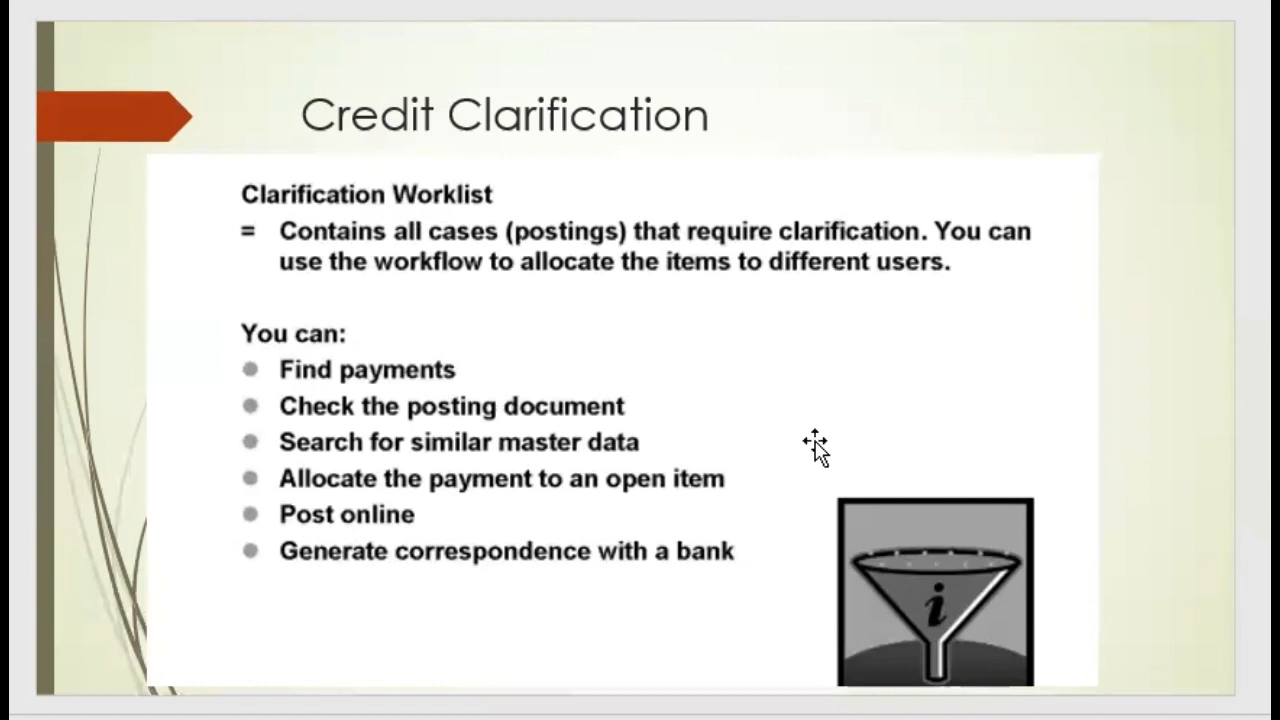 Credit Clarification
Clarification Worklist
= Contains all cases (postings) that require clarification. You can
use the workflow to allocate the items to different users.
You can:
Find payments
Check the posting document
Search for similar master data
Allocate the payment to an open item
Post online
Generate correspondence with a bank
i